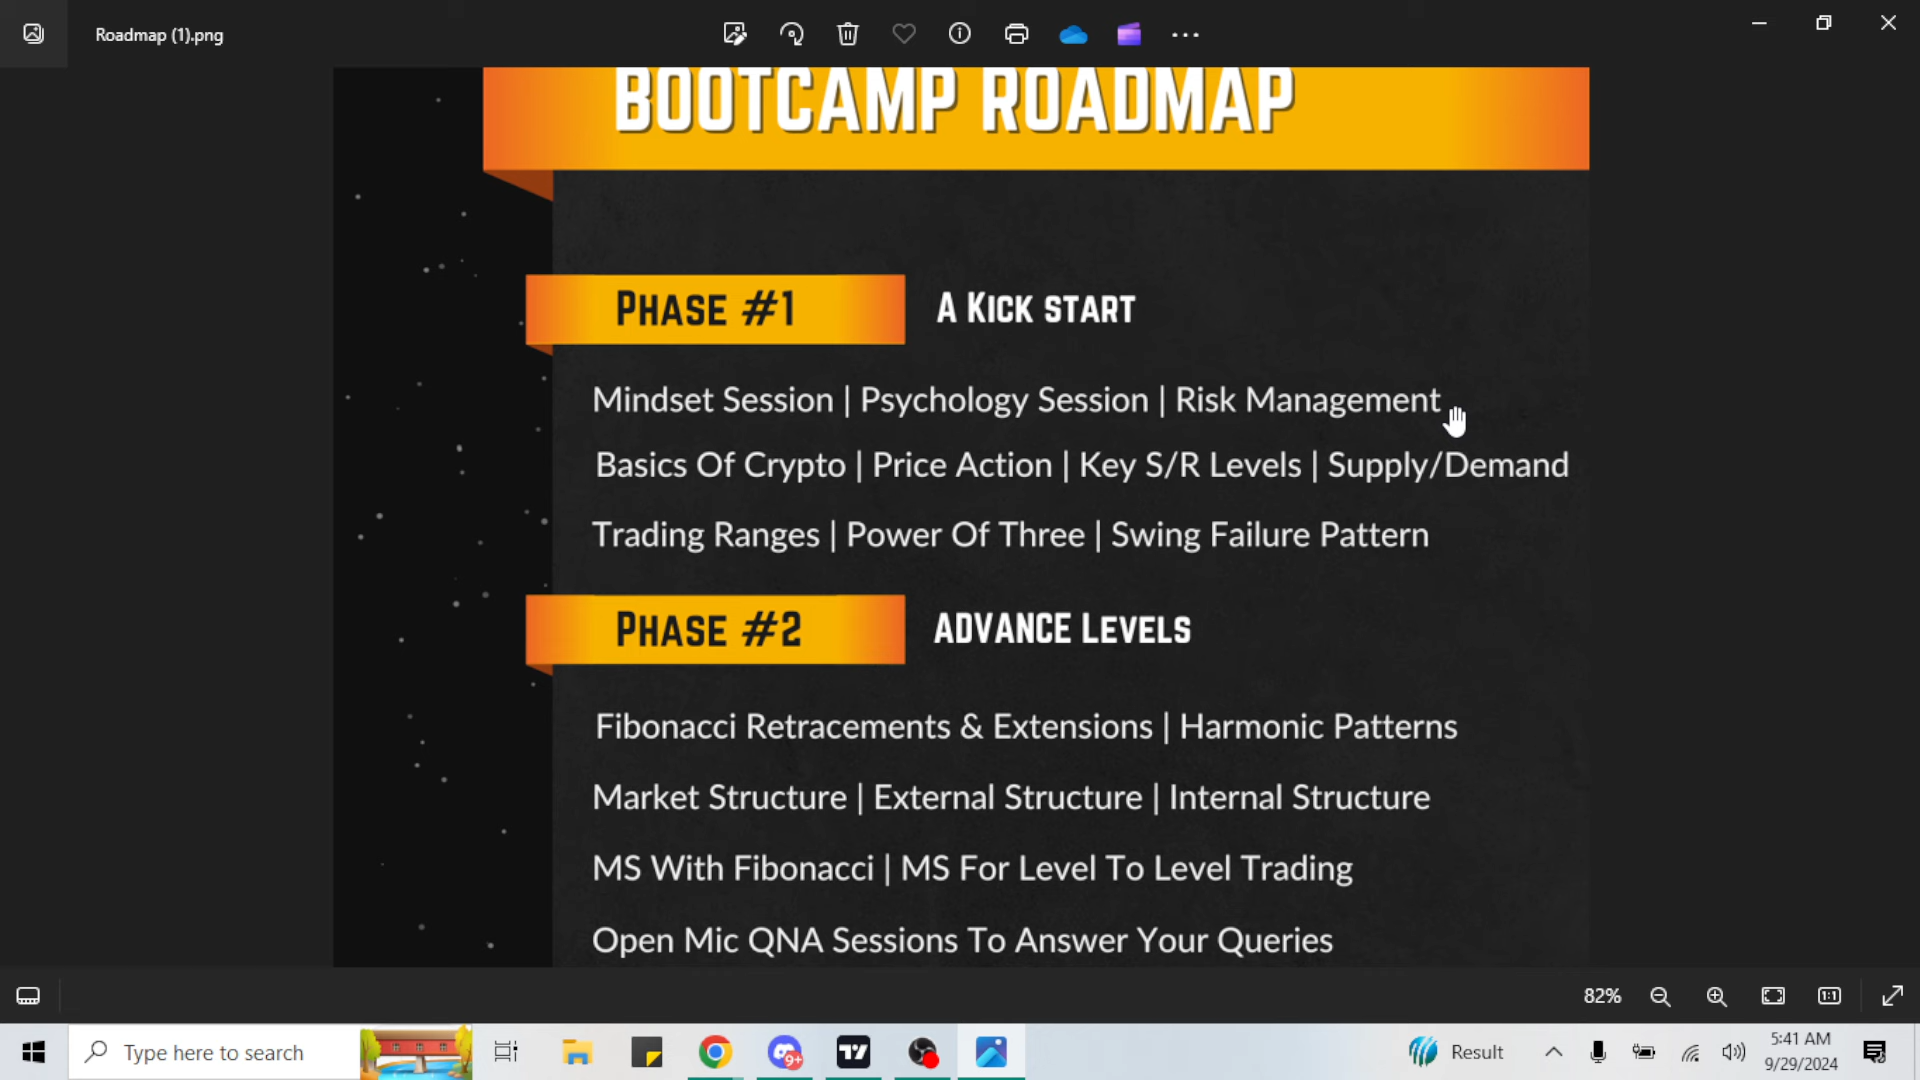 Roadmap (1).png
BOOTCAMP ROADMAP
PHASE #1
A KICK START
Mindset Session | Psychology Session | Risk Management
Basics Of Crypto | Price Action | Key S/R Levels | Supply/Demand
Trading Ranges | Power Of Three | Swing Failure Pattern
PHASE #2
ADVANCE LEVELS
Fibonacci Retracements & Extensions | Harmonic Patterns
Market Structure | External Structure | Internal Structure
MS With Fibonacci | MS For Level To Level Trading
Open Mic QNA Sessions To Answer Your Queries
82%
1:1
Type here to search
9+
Result
5:41 AM
9/29/2024